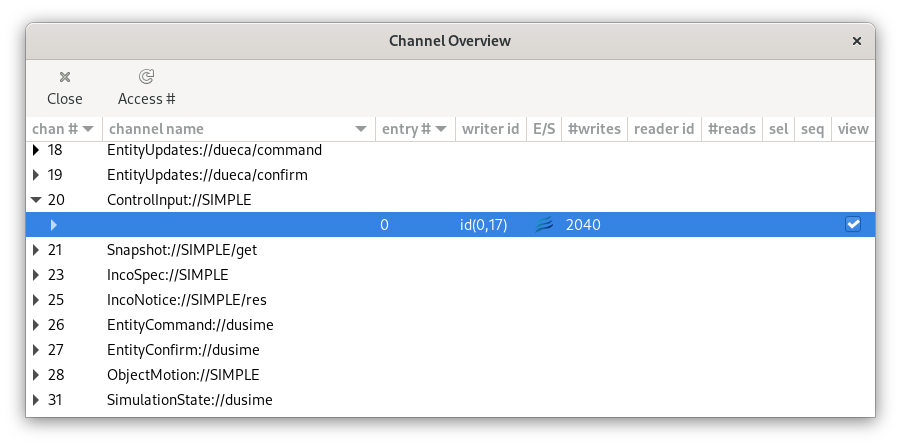 Channel Overview
Close Access #
chan # channel name entry # writer id E/S #writes reader id #reads sel seq view
18 EntityUpdates://dueca/command
19 EntityUpdates://dueca/confirm
20 ControlInput://SIMPLE
0 id(0,17) 2040
21 Snapshot://SIMPLE/get
23 IncoSpec://SIMPLE
25 IncoNotice://SIMPLE/res
26 EntityCommand://dusime
27 EntityConfirm://dusime
28 ObjectMotion://SIMPLE
31 SimulationState://dusime